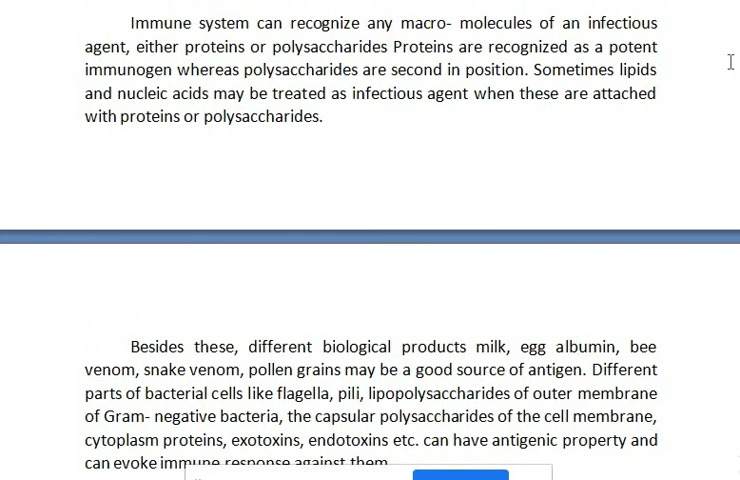 Immune system can recognize any macro- molecules of an infectious
agent, either proteins or polysaccharides Proteins are recognized as a potent
immunogen whereas polysaccharides are second in position. Sometimes lipids
and nucleic acids may be treated as infectious agent when these are attached
with proteins or polysaccharides.
Besides these, different biological products milk, egg albumin, bee
venom, snake venom, pollen grains may be a good source of antigen. Different
parts of bacterial cells like flagella, pili, lipopolysaccharides of outer membrane
of Gram- negative bacteria, the capsular polysaccharides of the cell membrane,
cytoplasm proteins, exotoxins, endotoxins etc. can have antigenic property and
can evoke immune response against them